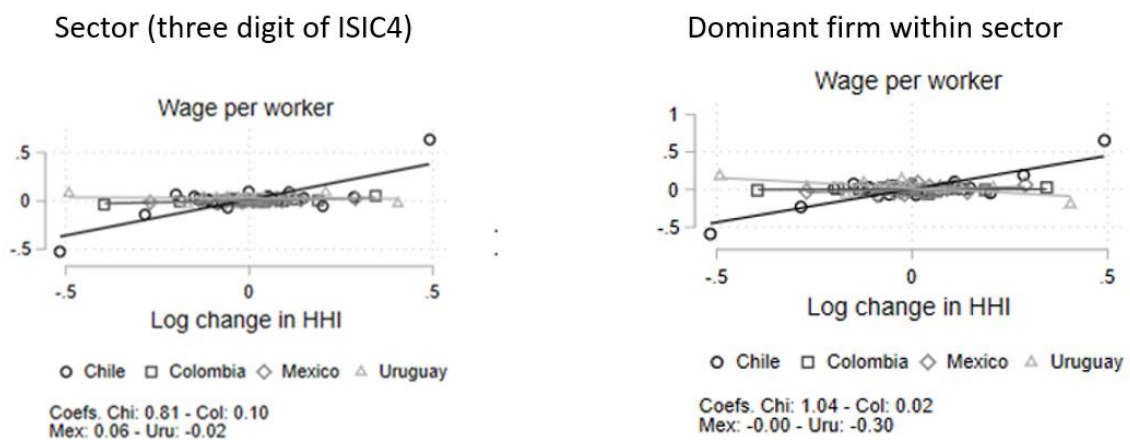 Sector (three digit of ISIC4)
Wage per worker
.5
0
-.5
-.5 0 .5
Log change in HHI
Chile Colombia Mexico Uruguay
Coefs. Chi: 0.81 - Col: 0.10
Mex: 0.06 - Uru: -0.02
:
Dominant firm within sector
Wage per worker
1
.5
0
-.5
-.5 0 .5
Log change in HHI
Chile Colombia Mexico Uruguay
Coefs. Chi: 1.04 - Col: 0.02
Mex: -0.00 - Uru: -0.30